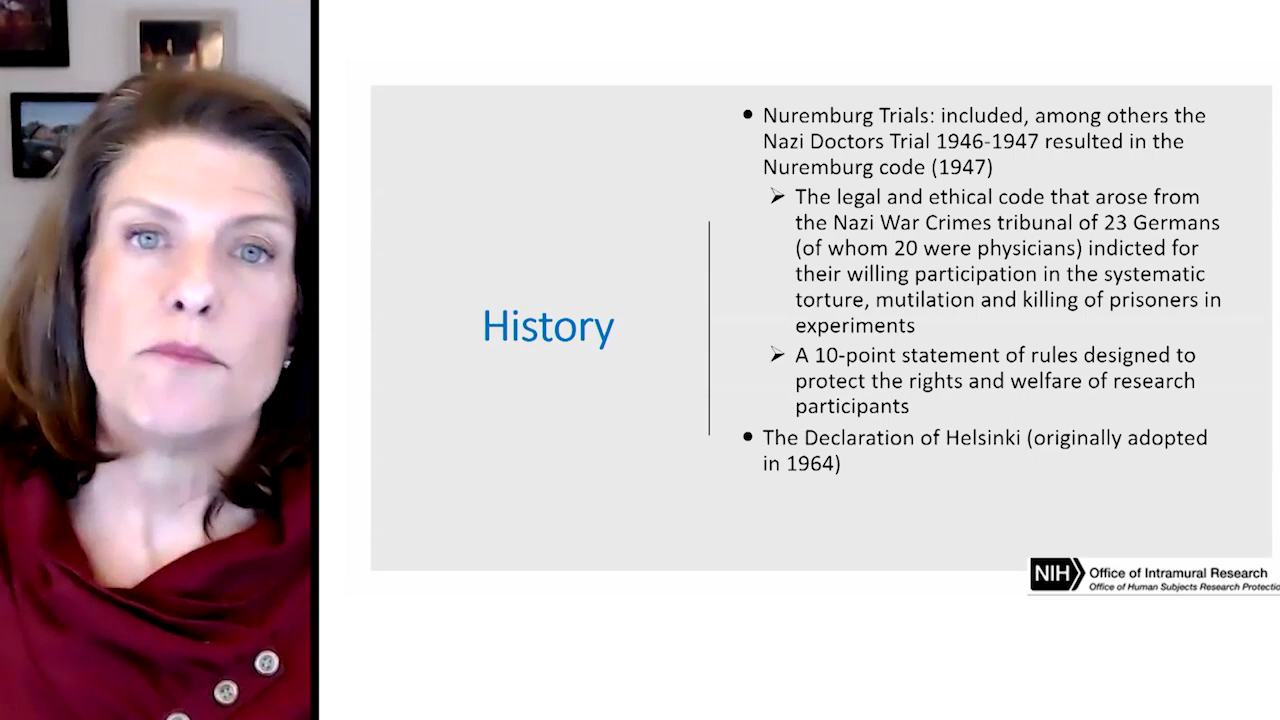 History
• Nuremburg Trials: included, among others the
Nazi Doctors Trial 1946-1947 resulted in the
Nuremburg code (1947)
➢ The legal and ethical code that arose from
the Nazi War Crimes tribunal of 23 Germans
(of whom 20 were physicians) indicted for
their willing participation in the systematic
torture, mutilation and killing of prisoners in
experiments
➢ A 10-point statement of rules designed to
protect the rights and welfare of research
participants
• The Declaration of Helsinki (originally adopted
in 1964)
NIH Office of Intramural Research
Office of Human Subjects Research Protectio